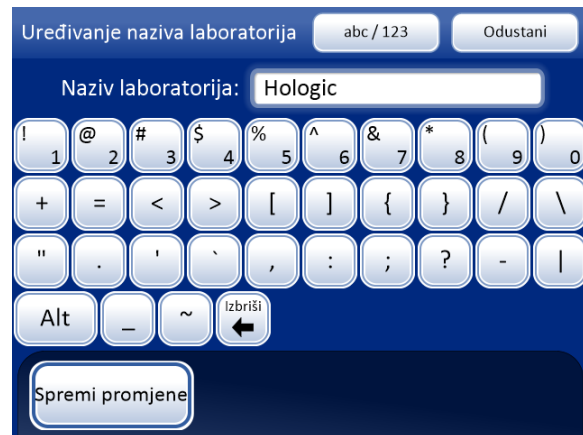 Uređivanje naziva laboratorija abc / 123 Odustani
Naziv laboratorija: Hologic
! 1 @ 2 # 3 $ 4 % 5 ^ 6 & 7 * 8 ( 9 ) 0
+ = < > [ ] { } / \
" . ' ` , : ; ? - |
Alt _ ~ Izbriši
Spremi promjene